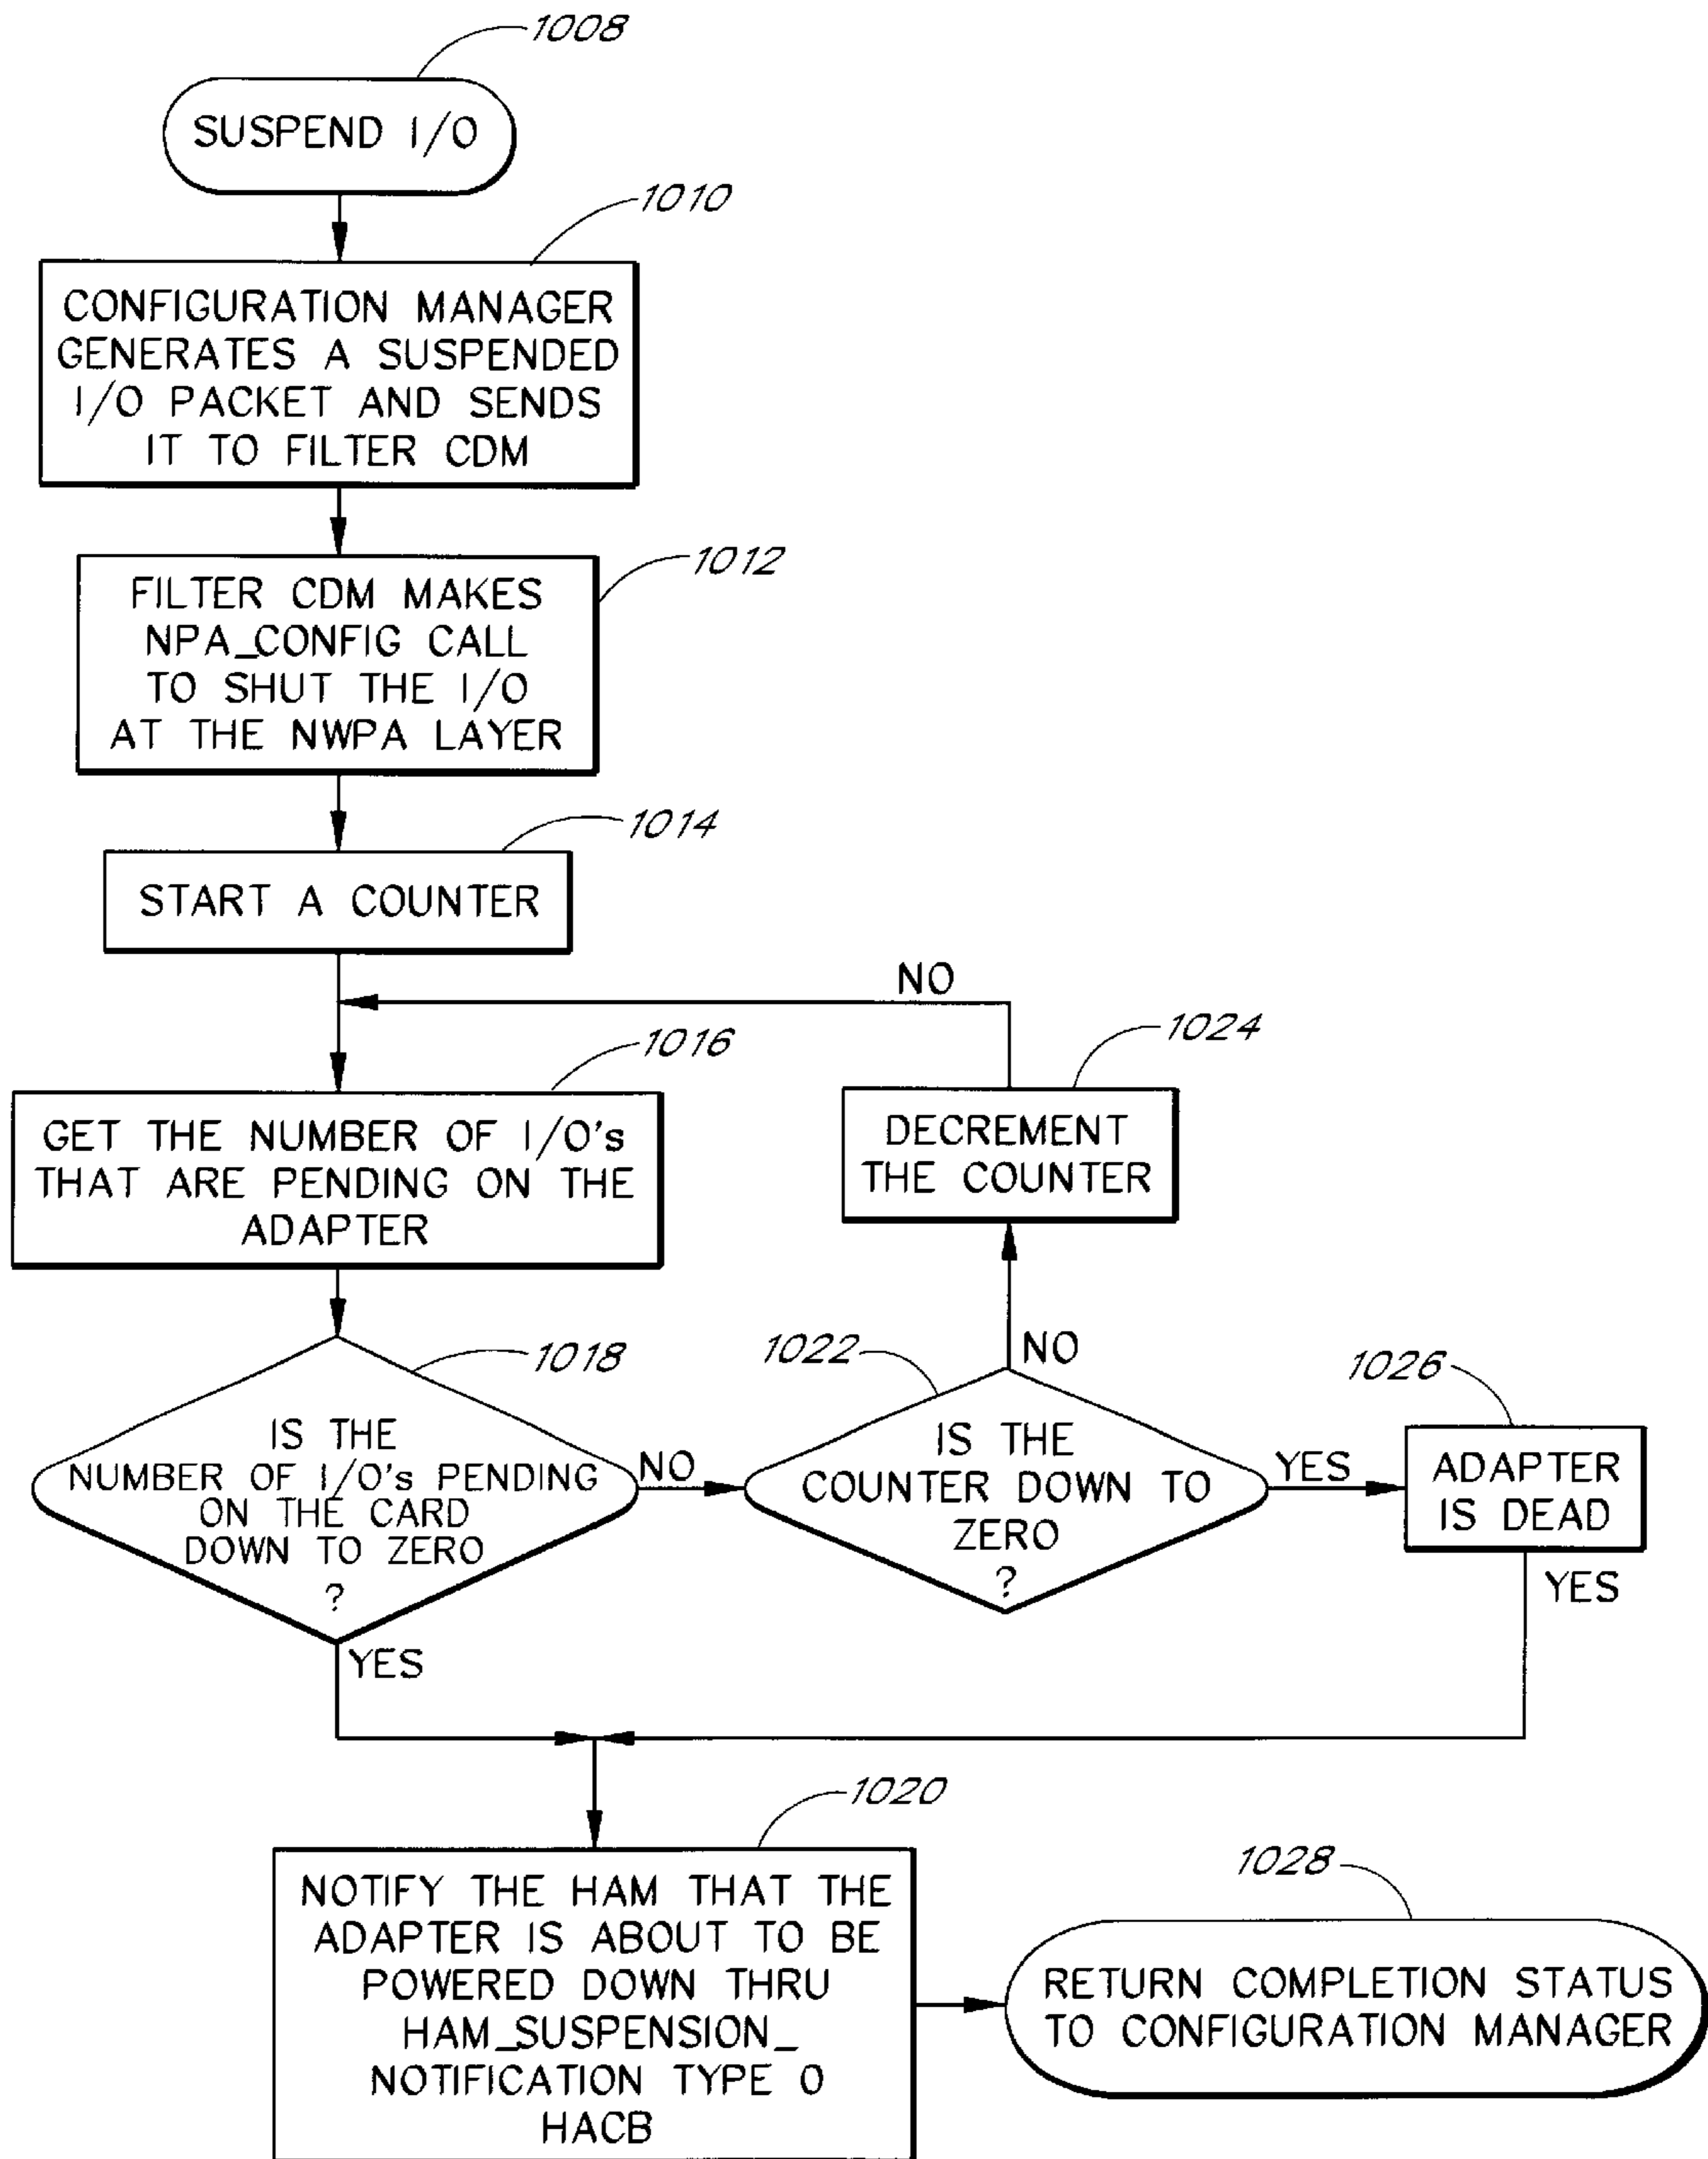 1008
SUSPEND I/O
1010
CONFIGURATION MANAGER
GENERATES A SUSPENDED
I/O PACKET AND SENDS
IT TO FILTER CDM
1012
FILTER CDM MAKES
NPA_CONFIG CALL
TO SHUT THE I/O
AT THE NWPA LAYER
1014
START A COUNTER
NO
1016
GET THE NUMBER OF I/O's
THAT ARE PENDING ON THE
ADAPTER
1024
DECREMENT
THE COUNTER
1018
IS THE
NUMBER OF I/O's PENDING
ON THE CARD
DOWN TO ZERO
?
NO
YES
1022
NO
IS THE
COUNTER DOWN TO
ZERO
?
YES
1026
ADAPTER
IS DEAD
YES
1020
NOTIFY THE HAM THAT THE
ADAPTER IS ABOUT TO BE
POWERED DOWN THRU
HAM_SUSPENSION_
NOTIFICATION TYPE 0
HACB
1028
RETURN COMPLETION STATUS
TO CONFIGURATION MANAGER